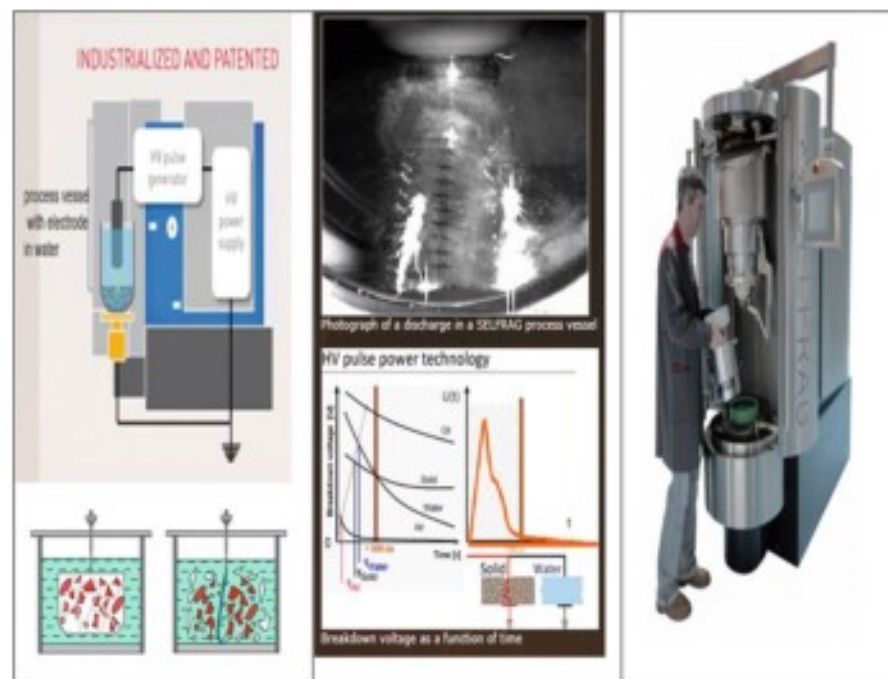 INDUSTRIALIZED AND PATENTED
HV pulse
generator
HV
power
supply
process vessel
with electrode
in water
Photograph of a discharge in a SELFRAG process vessel
HV pulse power technology
Breakdown voltage
U(t)
Oil
Solid
Water
Air
Time
t
Solid
Water
Breakdown voltage as a function of time